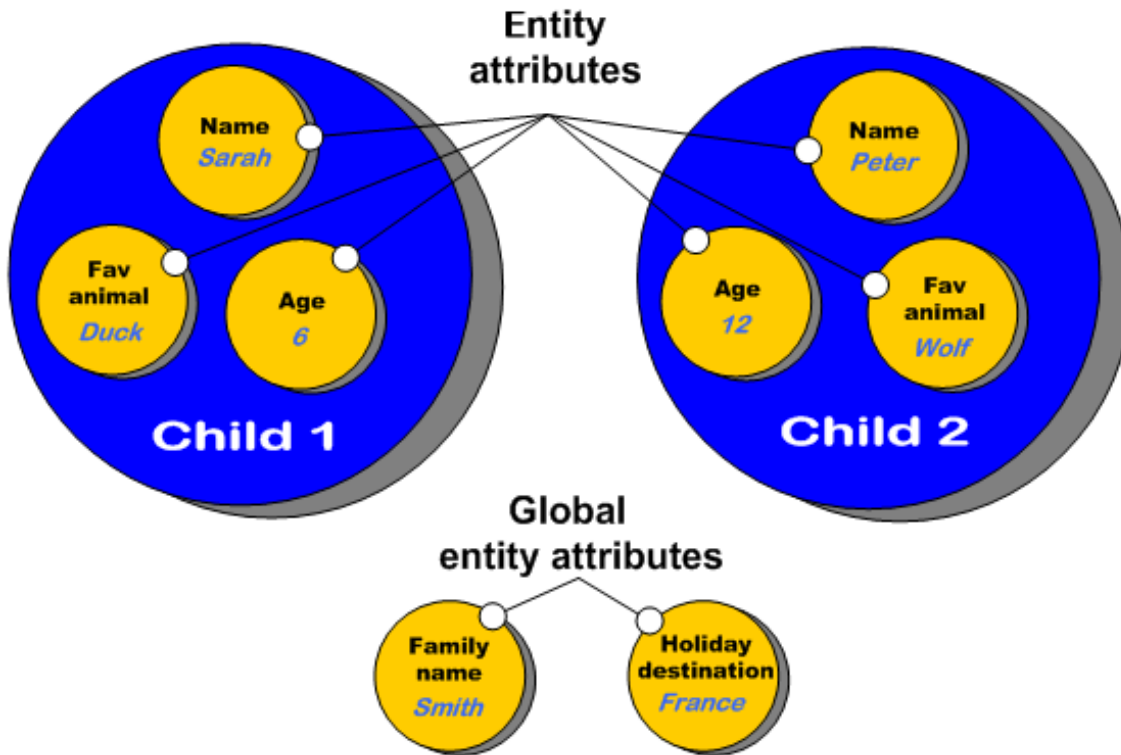 Entity
attributes
Name
Sarah
Fav
animal
Duck
Age
6
Child 1
Name
Peter
Age
12
Fav
animal
Wolf
Child 2
Global
entity attributes
Family
name
Smith
Holiday
destination
France